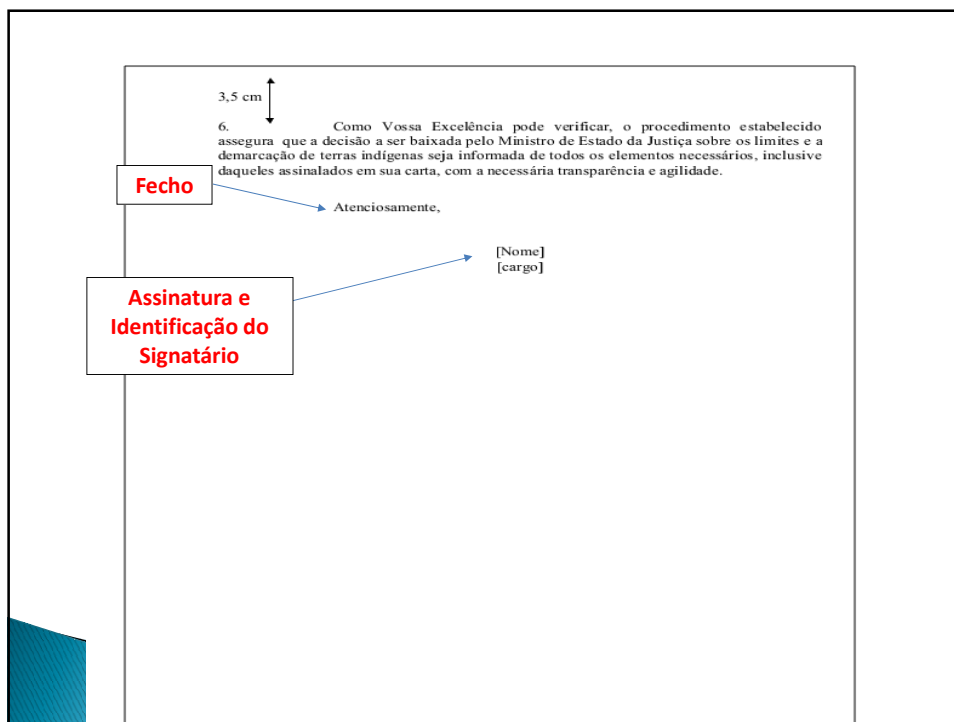 3,5 cm
6. Como Vossa Excelência pode verificar, o procedimento estabelecido
assegura que a decisão a ser baixada pelo Ministro de Estado da Justiça sobre os limites e a
demarcação de terras indígenas seja informada de todos os elementos necessários, inclusive
daqueles assinalados em sua carta, com a necessária transparência e agilidade.
Fecho
Atenciosamente,
[Nome]
[cargo]
Assinatura e
Identificação do
Signatário